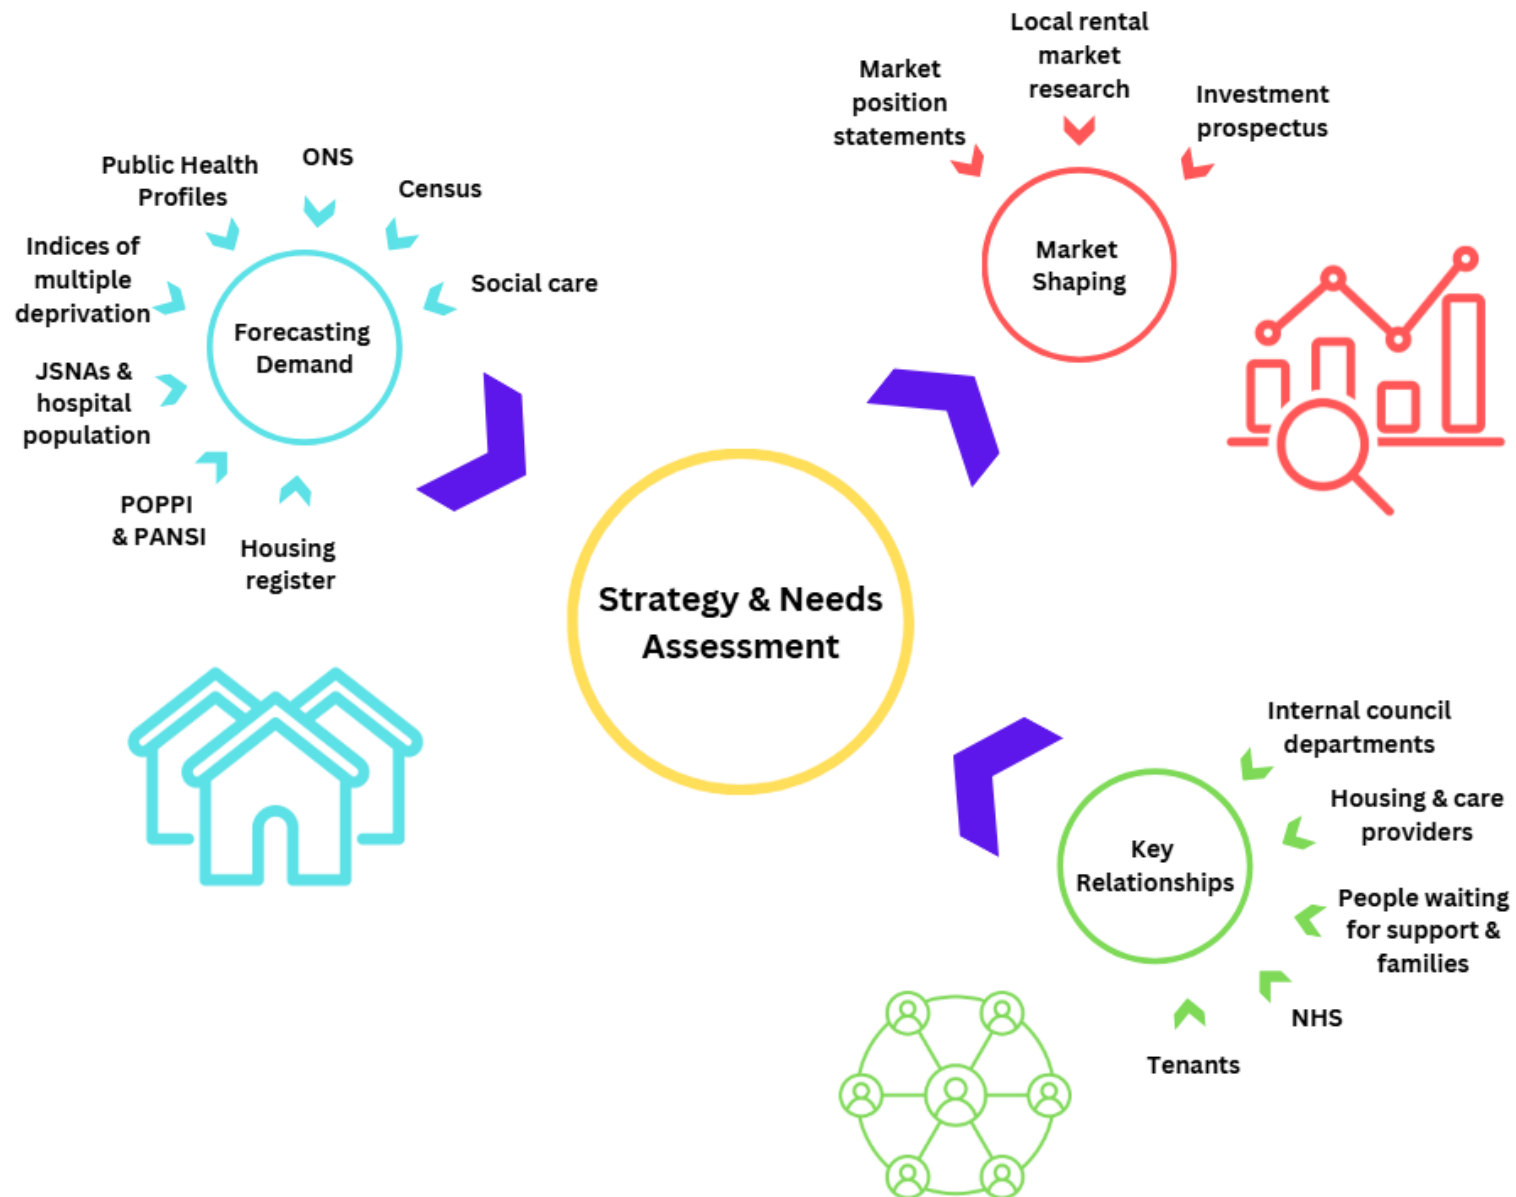 Local rental
market
research
Market
position
statements
Investment
prospectus
Market
Shaping
ONS
Public Health
Profiles
Census
Indices of
multiple
deprivation
Social care
Forecasting
Demand
JSNAs &
hospital
population
POPPI
& PANSI
Housing
register
Strategy & Needs
Assessment
Internal council
departments
Housing & care
providers
Key
Relationships
People waiting
for support &
families
NHS
Tenants